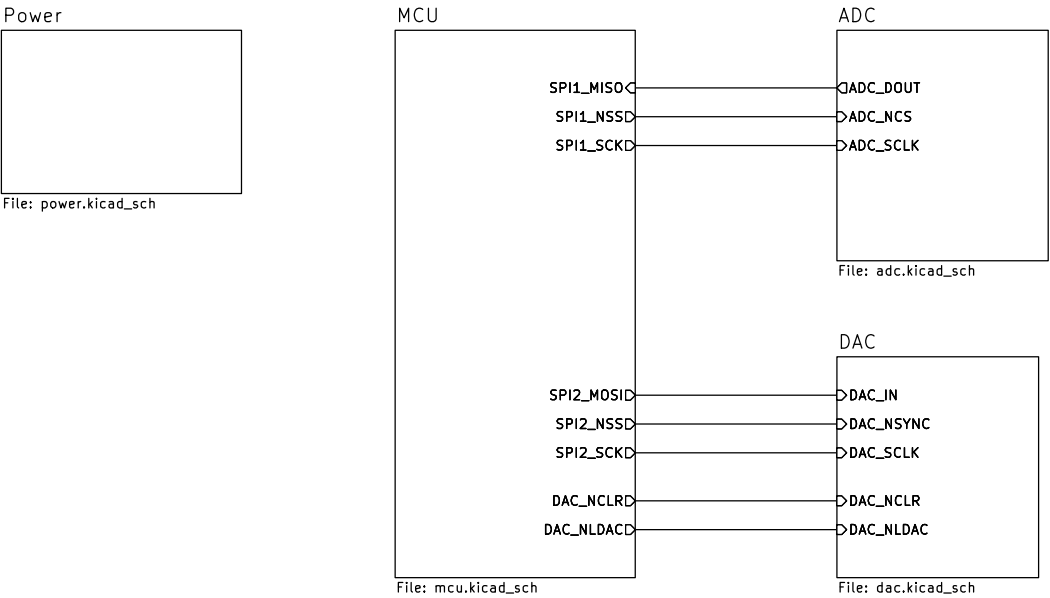 Power
File: power.kicad_sch
MCU
SPI1_MISO
SPI1_NSS
SPI1_SCK
SPI2_MOSI
SPI2_NSS
SPI2_SCK
DAC_NCLR
DAC_NLDAC
File: mcu.kicad_sch
ADC
ADC_DOUT
ADC_NCS
ADC_SCLK
File: adc.kicad_sch
DAC
DAC_IN
DAC_NSYNC
DAC_SCLK
DAC_NCLR
DAC_NLDAC
File: dac.kicad_sch